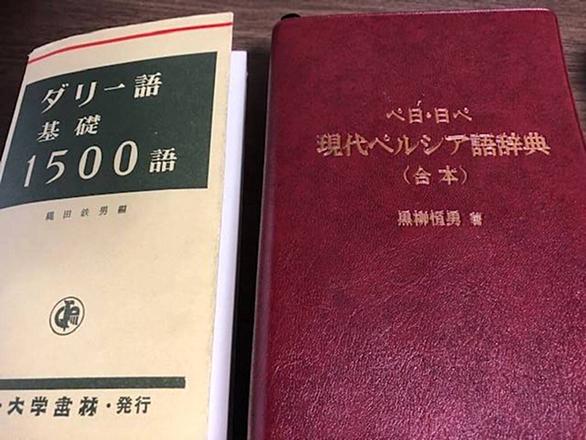 ダリー語
基礎
1500語
縄田鉄男編
・大学書林・発行
ペ日・日ペ
現代ペルシア語辞典
(合本)
黒柳恒男 著